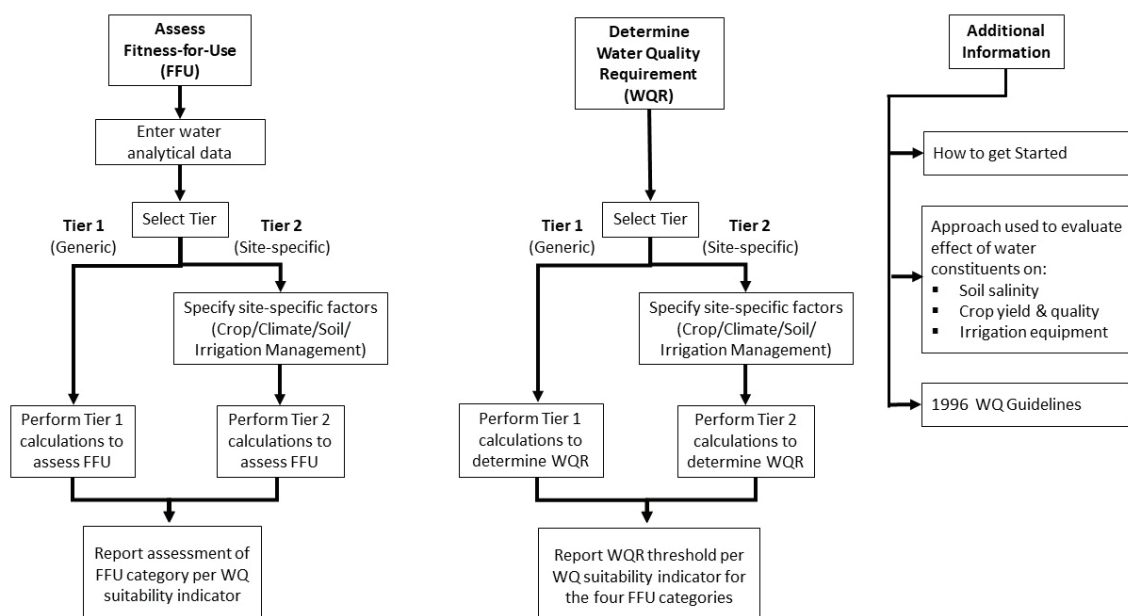 Assess
Fitness-for-Use
(FFU)
Enter water
analytical data
Select Tier
Tier 1
(Generic)
Tier 2
(Site-specific)
Specify site-specific factors
(Crop/Climate/Soil/
Irrigation Management)
Perform Tier 1
calculations to
assess FFU
Perform Tier 2
calculations to
assess FFU
Report assessment of
FFU category per WQ
suitability indicator
Determine
Water Quality
Requirement
(WQR)
Select Tier
Tier 1
(Generic)
Tier 2
(Site-specific)
Specify site-specific factors
(Crop/Climate/Soil/
Irrigation Management)
Perform Tier 1
calculations to
determine WQR
Perform Tier 2
calculations to
determine WQR
Report WQR threshold per
WQ suitability indicator for
the four FFU categories
Additional
Information
How to get Started
Approach used to evaluate
effect of water
constituents on:
▪ Soil salinity
▪ Crop yield & quality
▪ Irrigation equipment
1996 WQ Guidelines